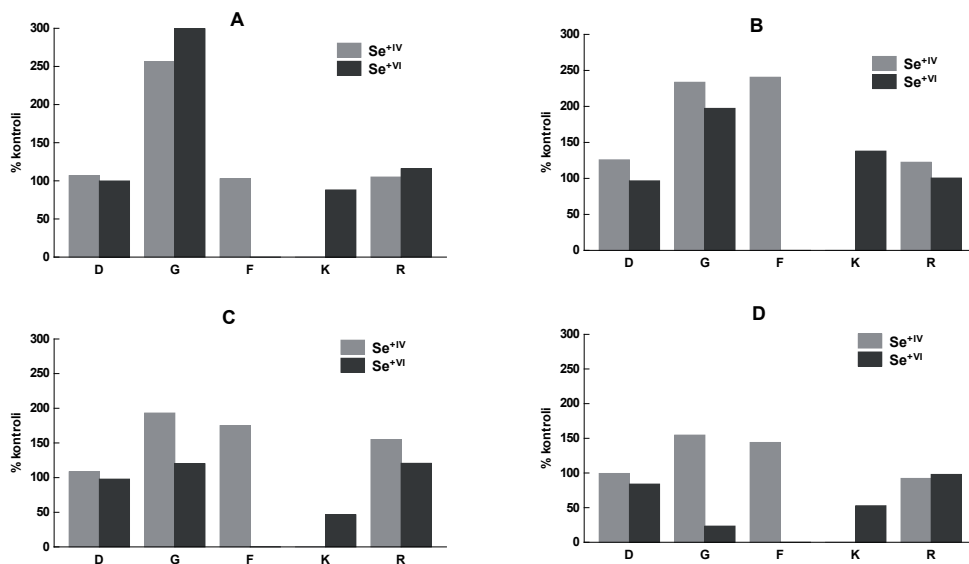 A
% kontroli
300
250
200
150
100
50
0
Se+IV
Se+VI
D G F K R
B
% kontroli
300
250
200
150
100
50
0
Se+IV
Se+VI
D G F K R
C
% kontroli
300
250
200
150
100
50
0
Se+IV
Se+VI
D G F K R
D
% kontroli
300
250
200
150
100
50
0
Se+IV
Se+VI
D G F K R